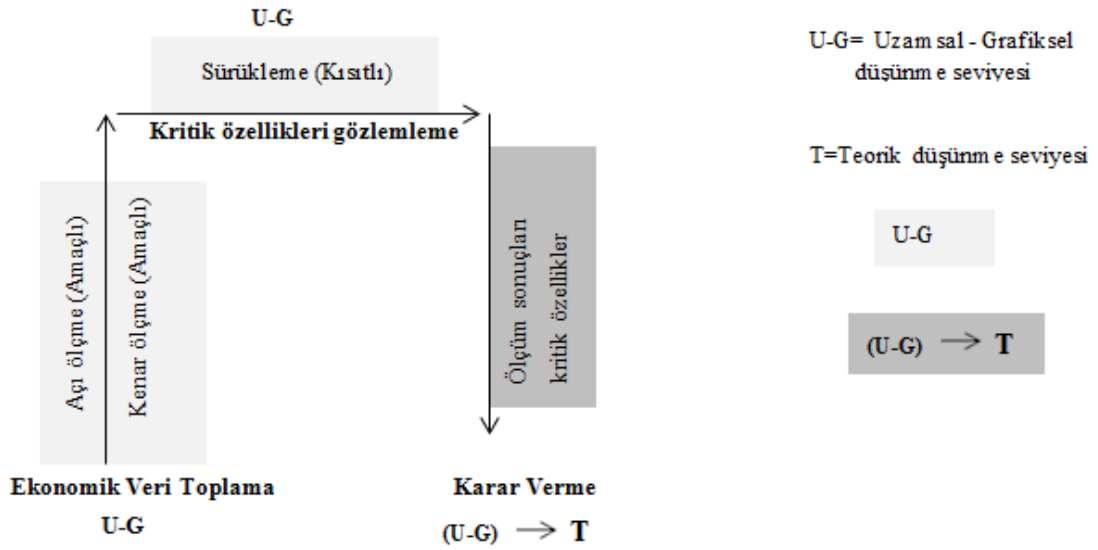 U-G
Sürükleme (Kısıtlı)
Kritik özellikleri gözlemleme
Açı ölçme (Amaçlı)
Kenar ölçme (Amaçlı)
Ölçüm sonuçları
kritik özellikler
Ekonomik Veri Toplama
U-G
Karar Verme
(U-G) → T
U-G= Uzamsal - Grafiksel
düşünme seviyesi
T=Teorik düşünme seviyesi
U-G
(U-G) → T